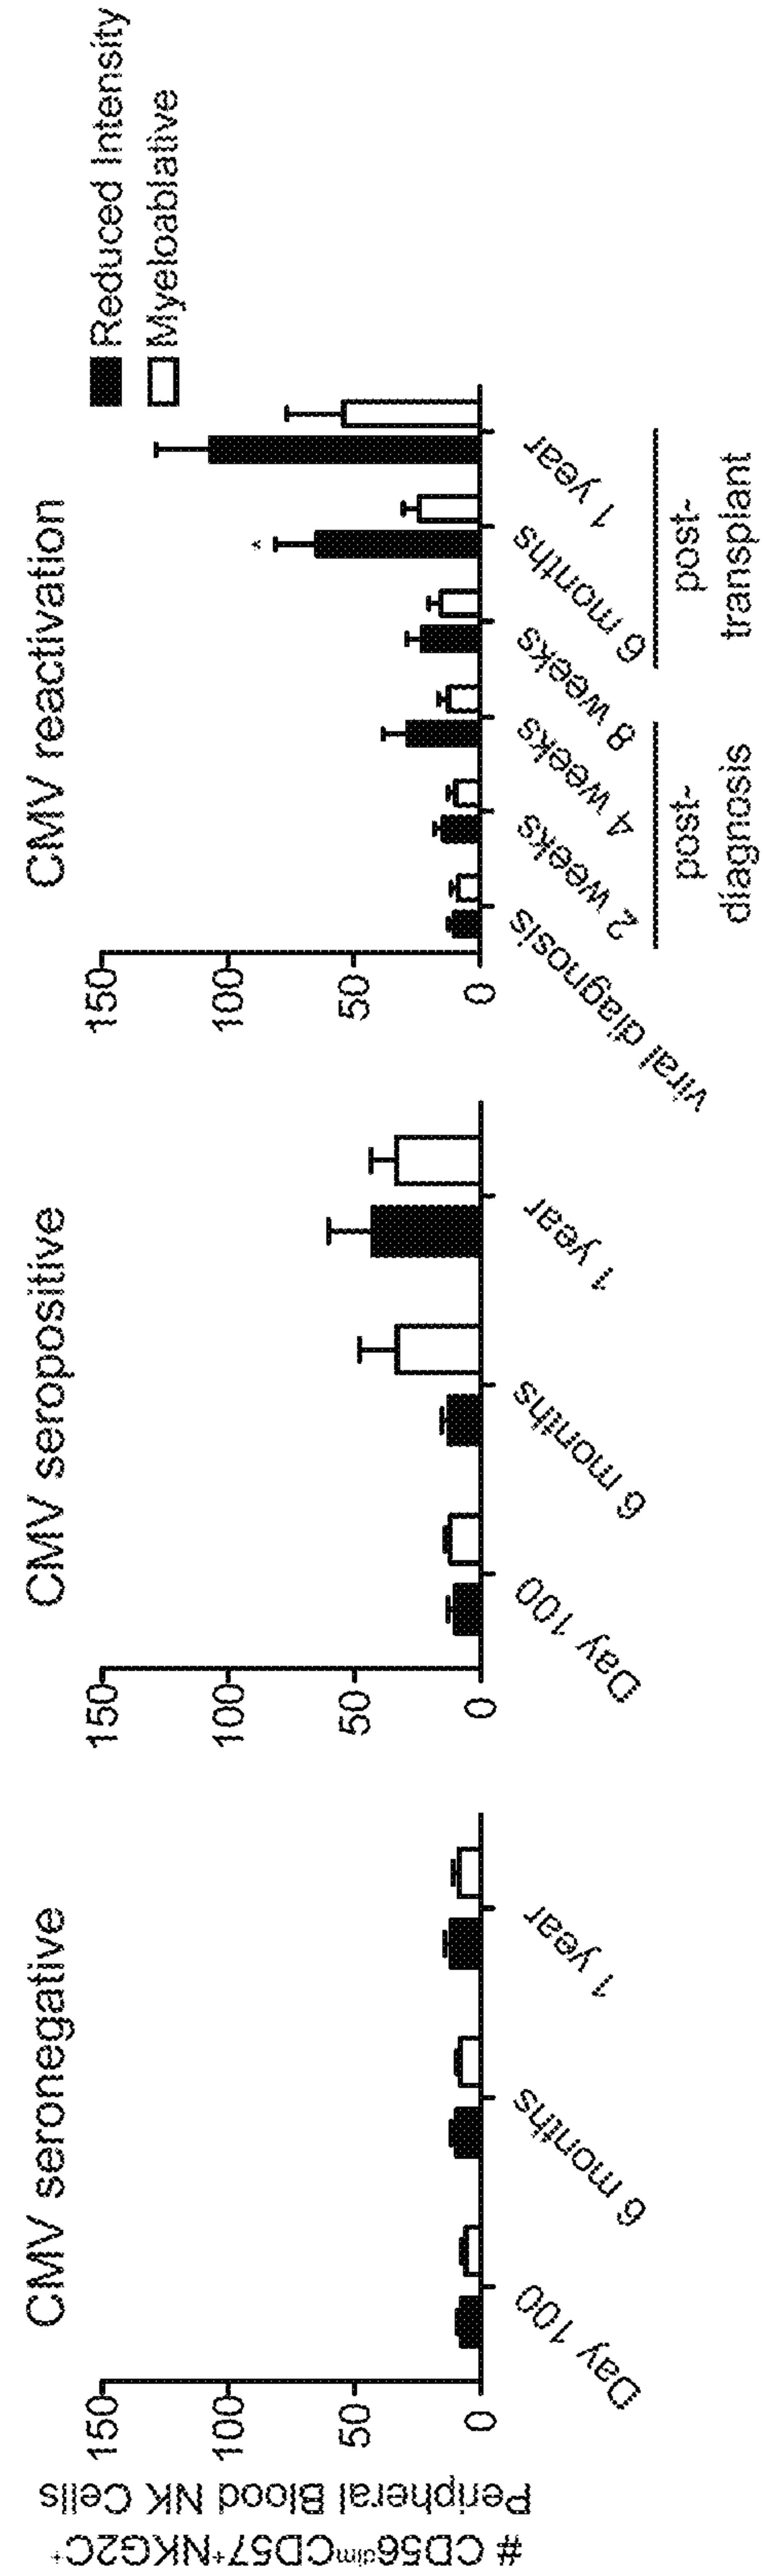 # CD56dimCD57+NKG2C+
Peripheral Blood NK Cells
CMV seronegative
150
100
50
0
Day 100
6 months
1 year
CMV seropositive
150
100
50
0
Day 100
6 months
1 year
CMV reactivation
150
100
50
0
*
viral diagnosis
2 weeks
4 weeks
8 weeks
6 months
1 year
post-
diagnosis
post-
transplant
Reduced Intensity
Myeloablative